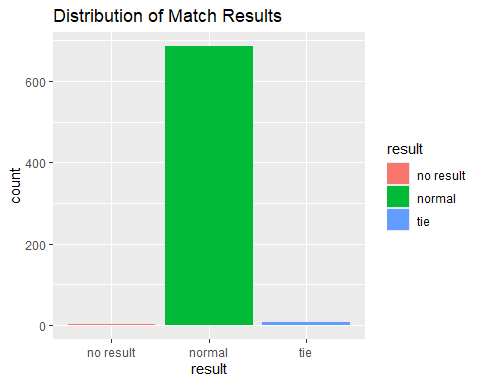 Distribution of Match Results
600
400
200
0
count
no result normal tie
result
result
no result
normal
tie